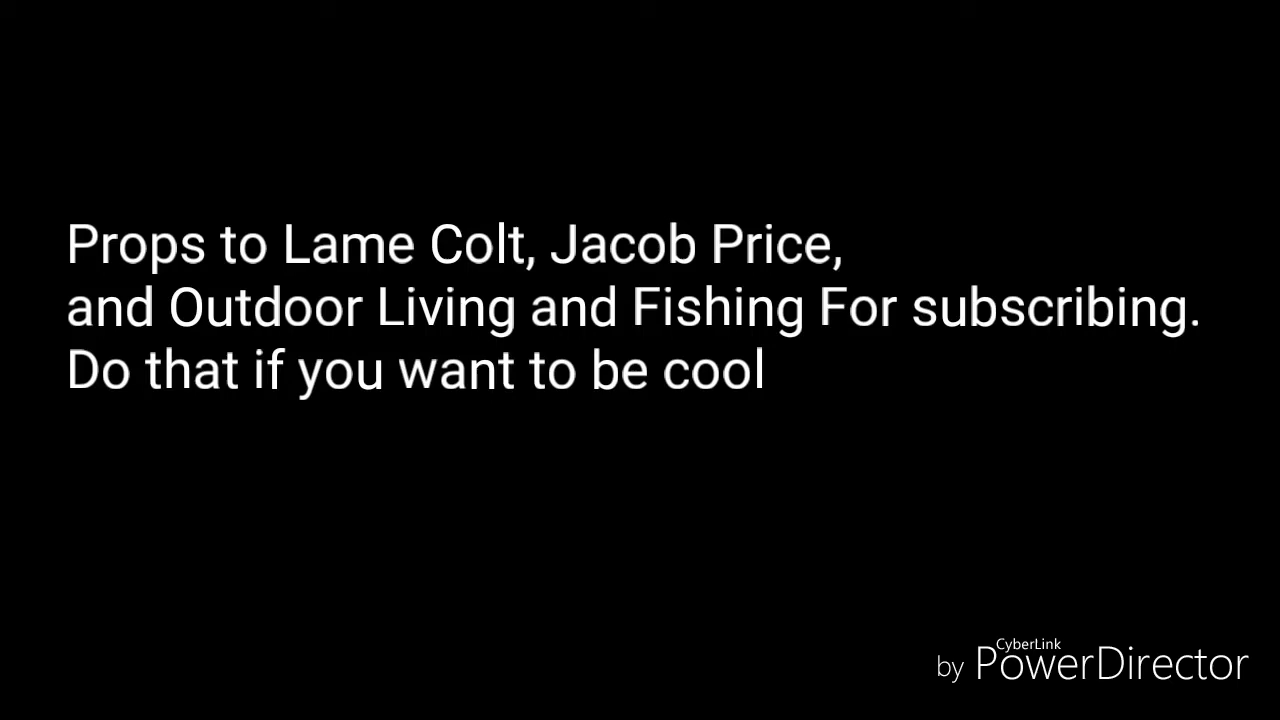 Props to Lame Colt, Jacob Price,
and Outdoor Living and Fishing For subscribing.
Do that if you want to be cool
CyberLink
by PowerDirector